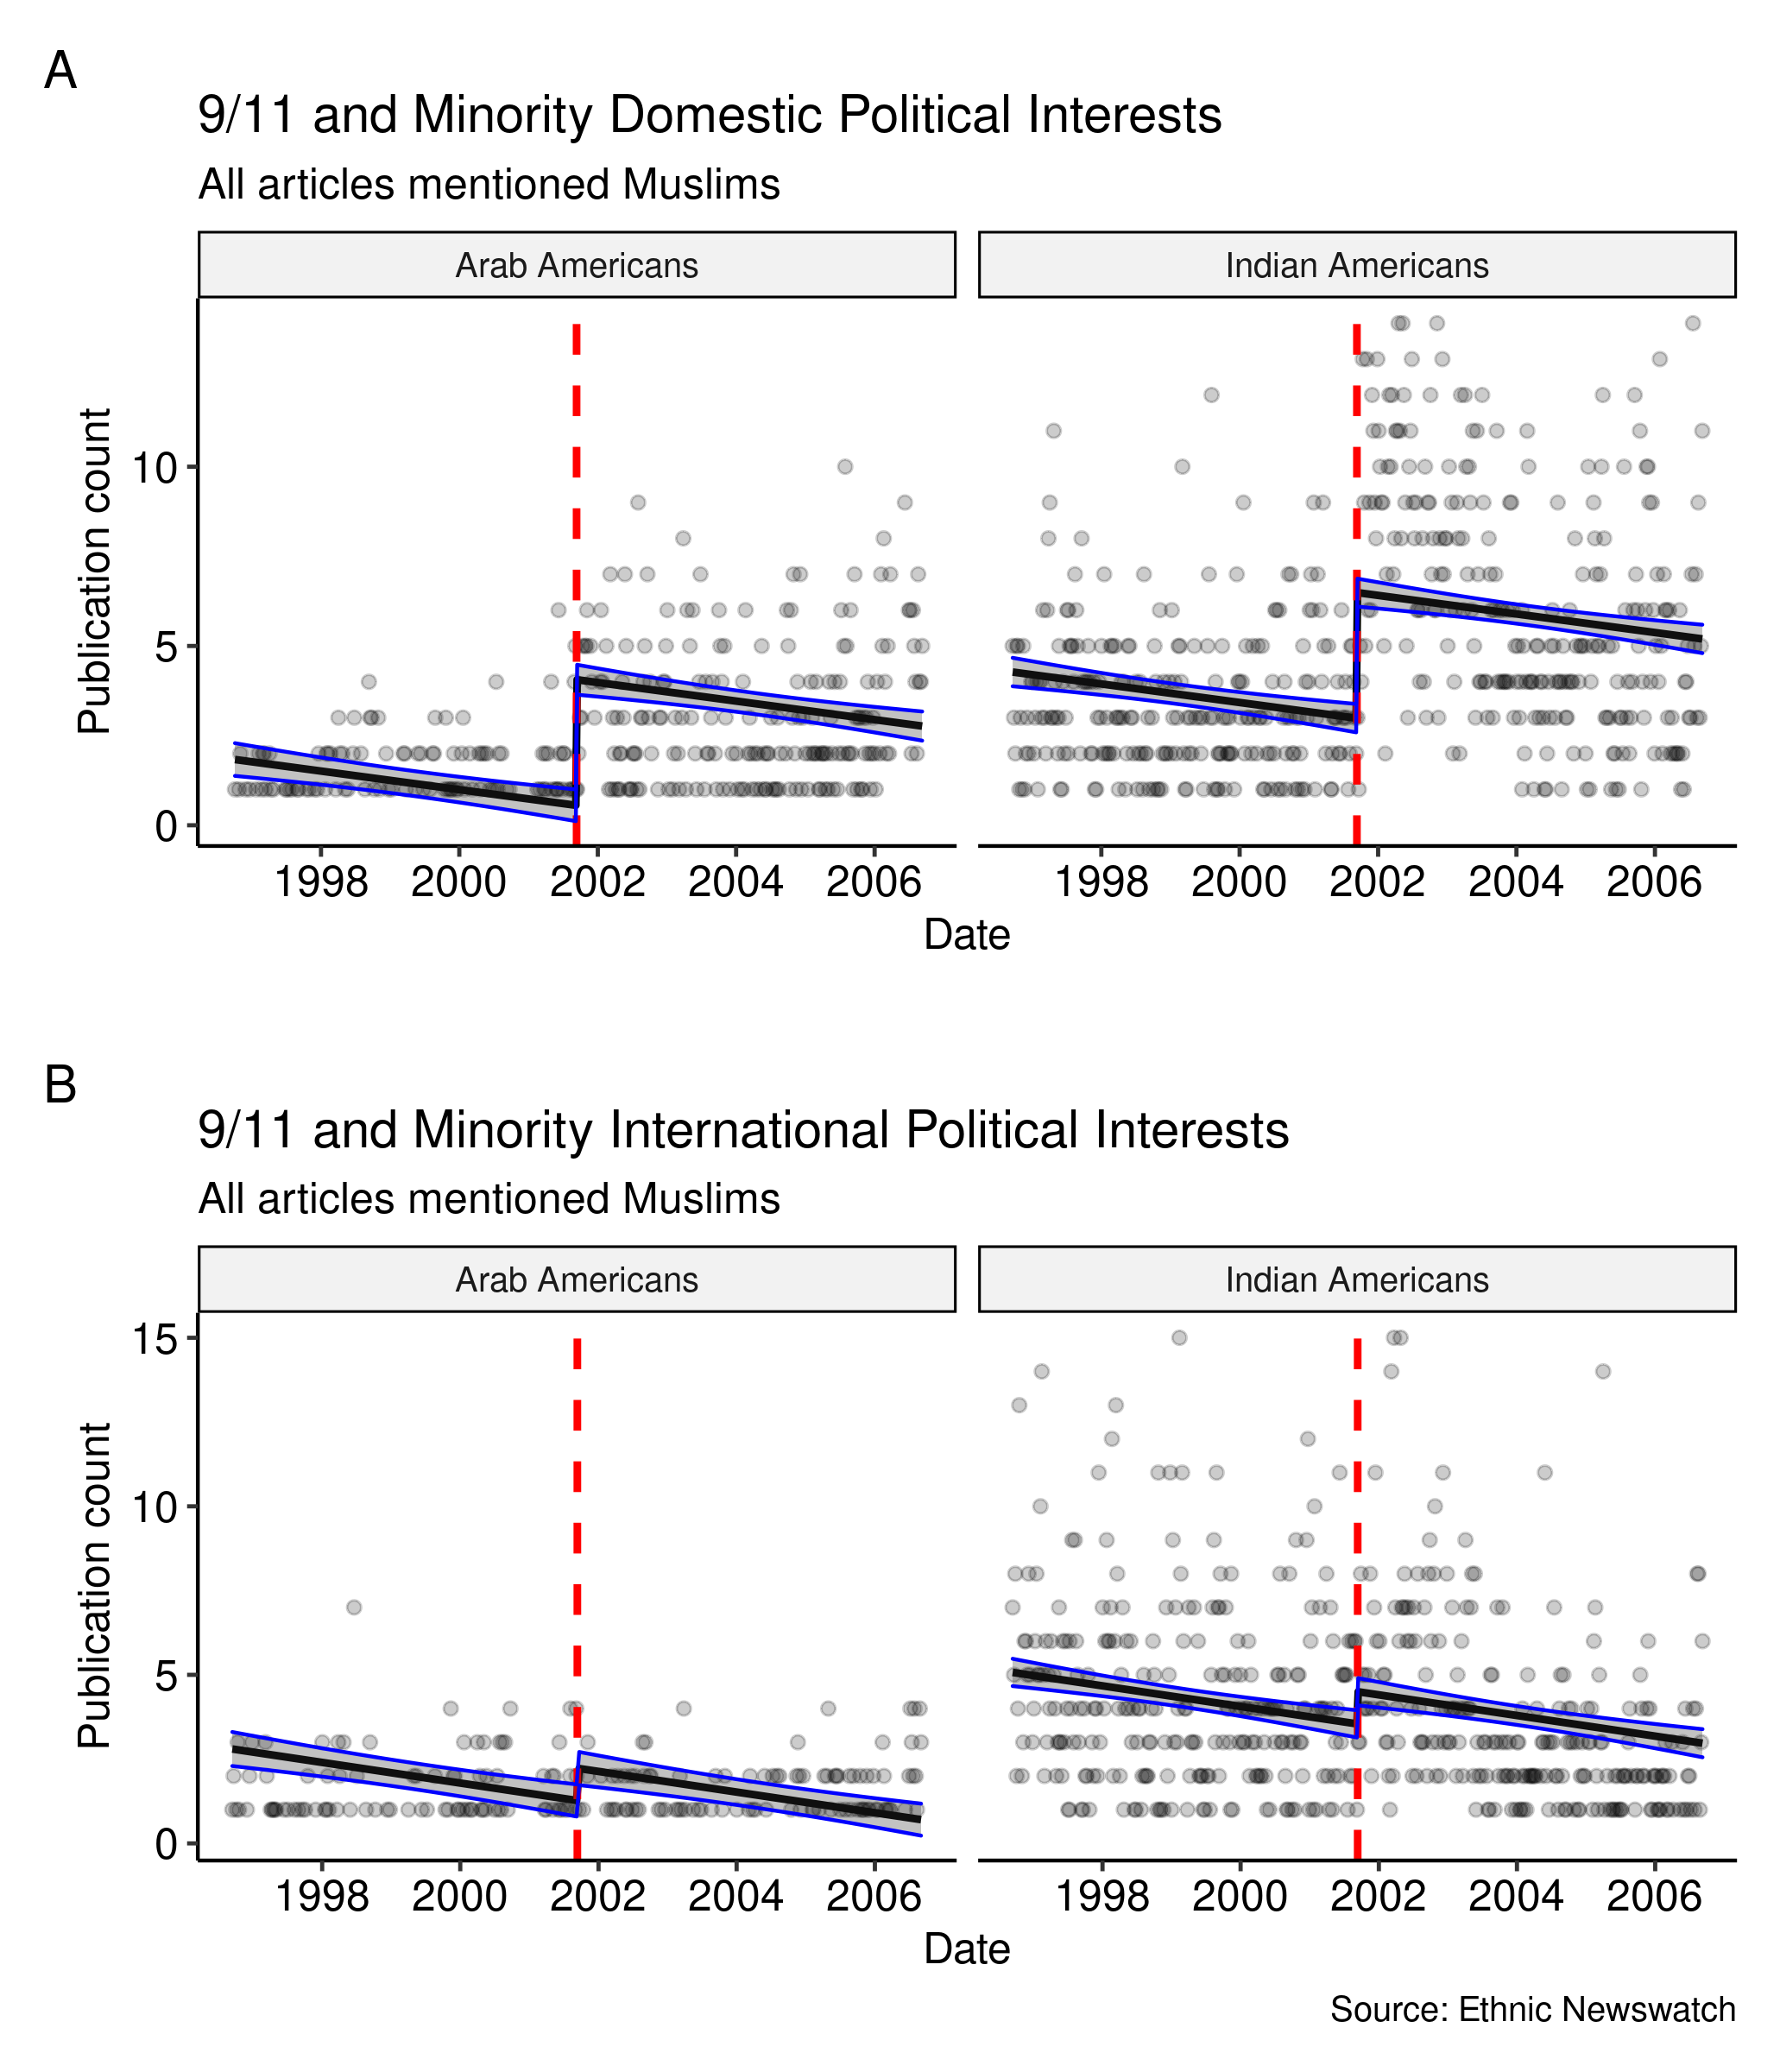 A
9/11 and Minority Domestic Political Interests
All articles mentioned Muslims
Arab Americans
Indian Americans
Publication count
10
5
0
1998 2000 2002 2004 2006
1998 2000 2002 2004 2006
Date
B
9/11 and Minority International Political Interests
All articles mentioned Muslims
Arab Americans
Indian Americans
Publication count
15
10
5
0
1998 2000 2002 2004 2006
1998 2000 2002 2004 2006
Date
Source: Ethnic Newswatch